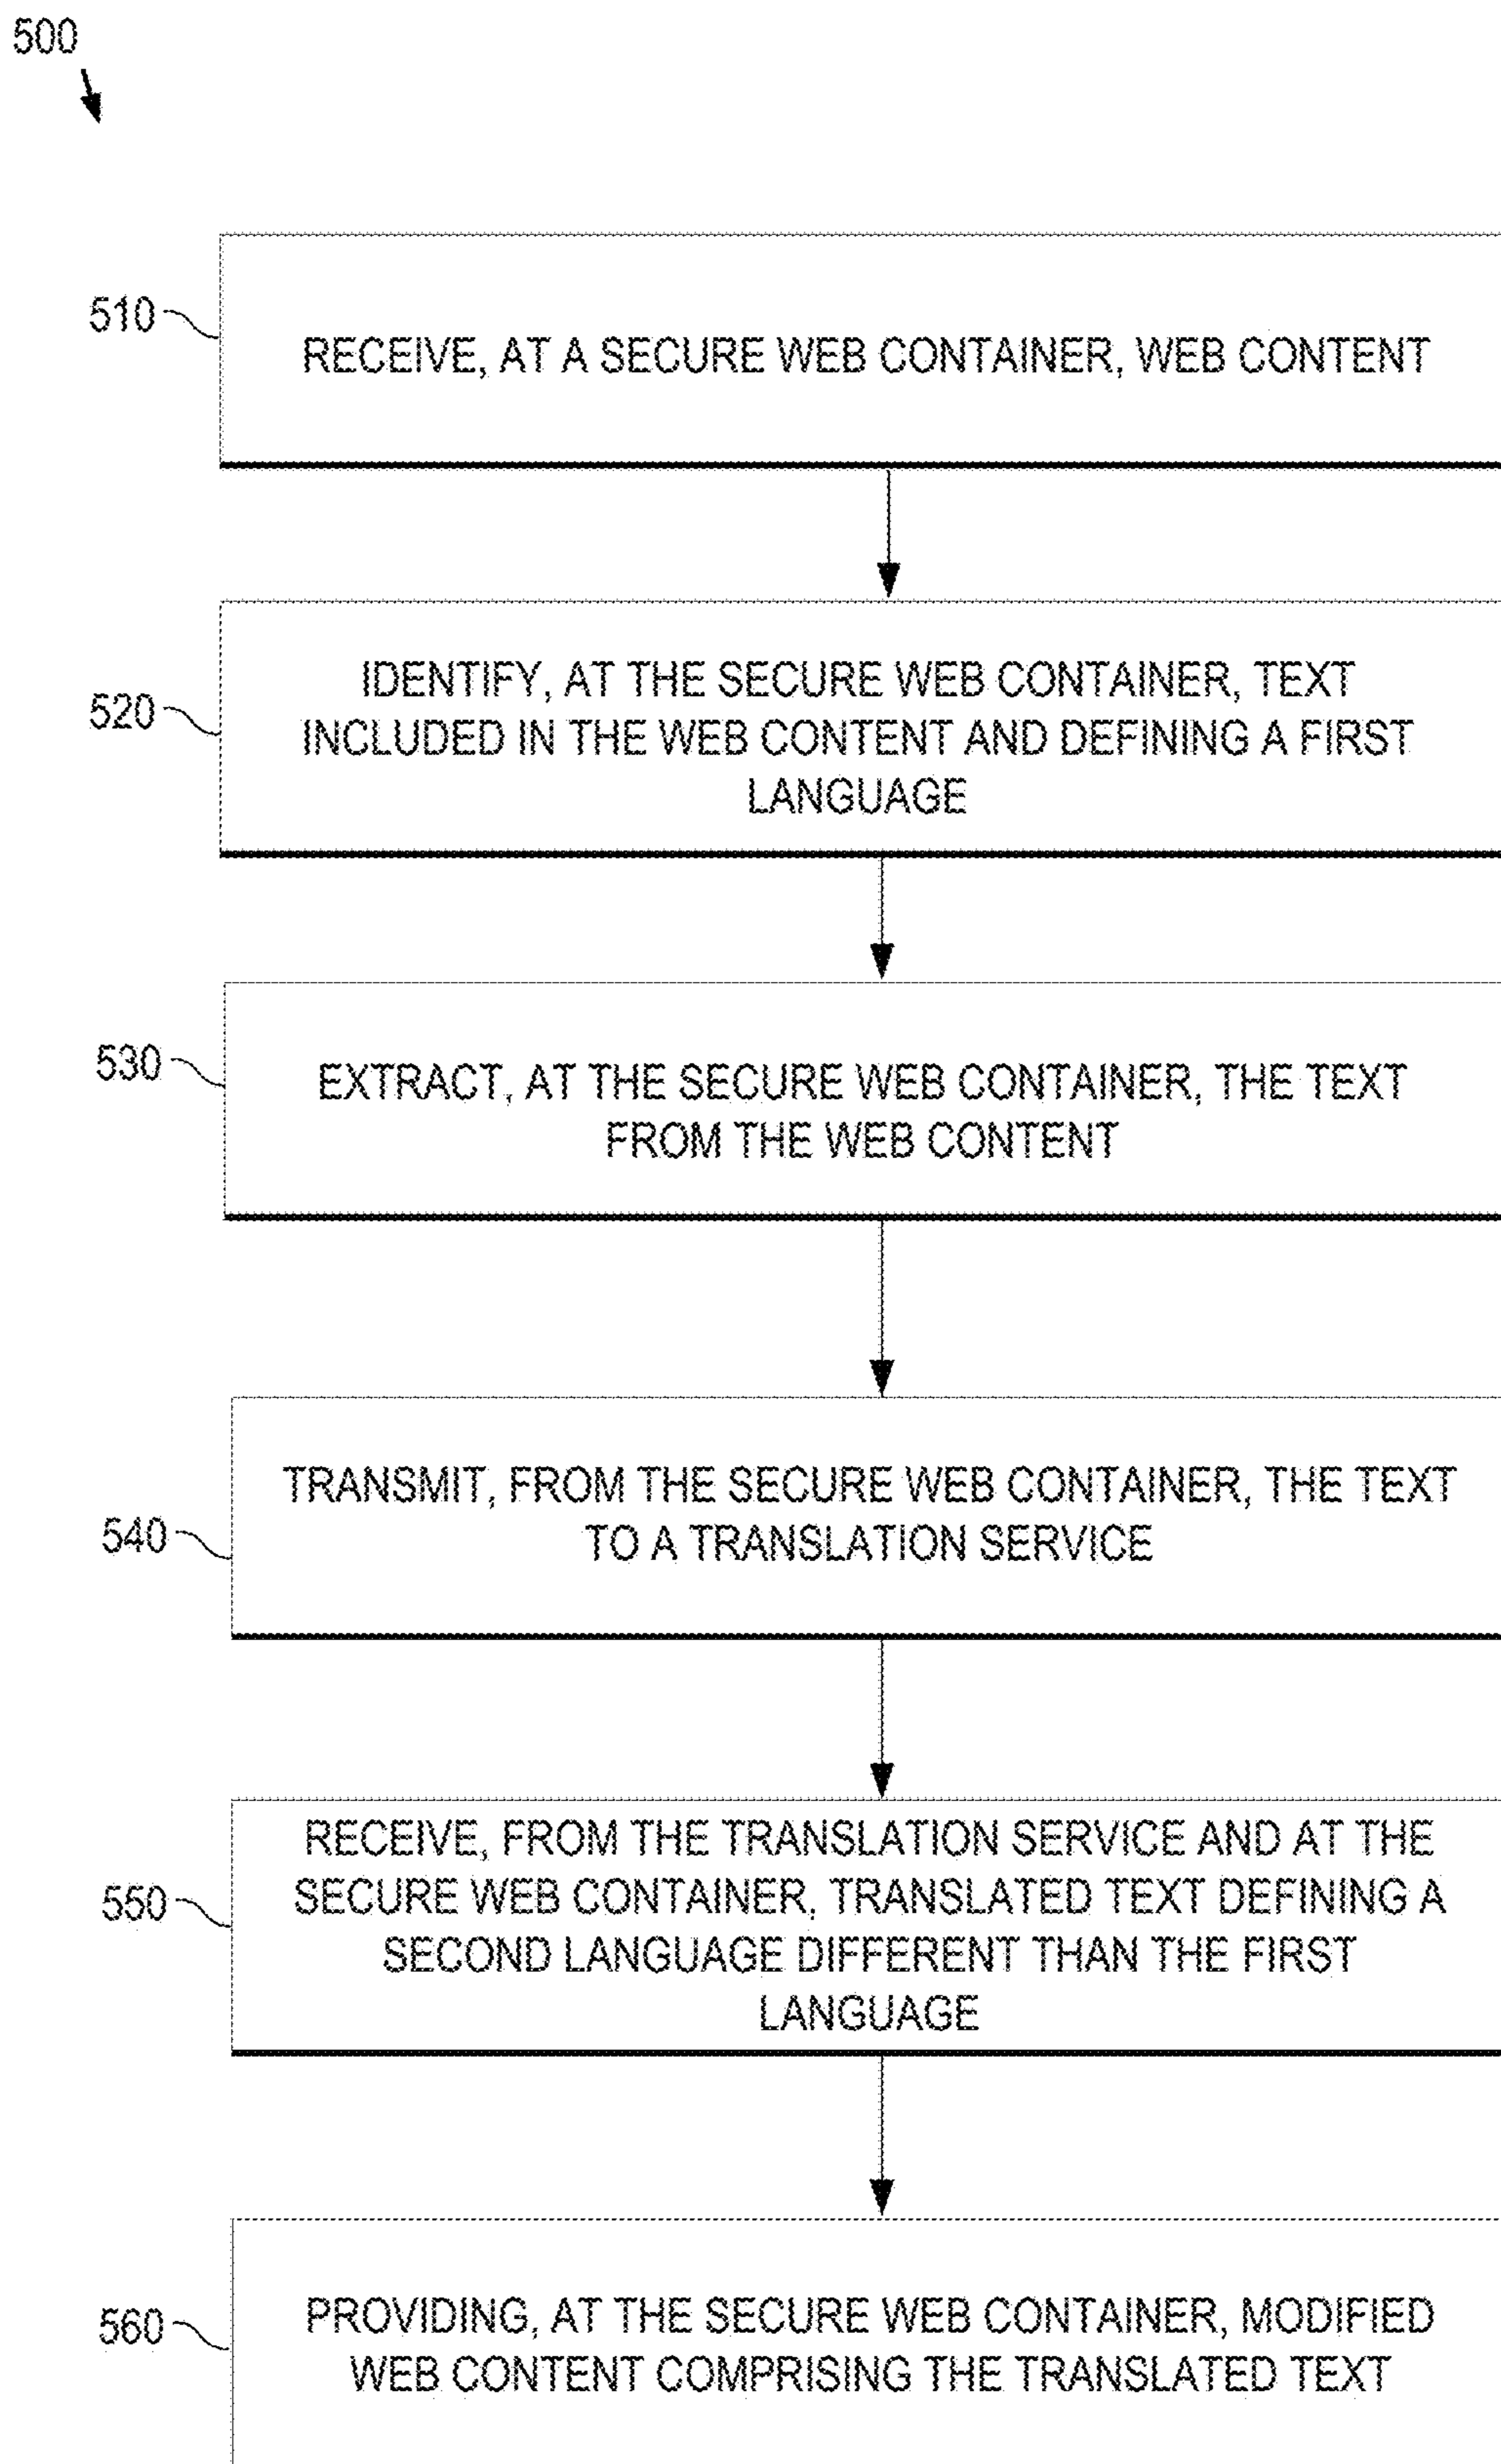 500
510
RECEIVE, AT A SECURE WEB CONTAINER, WEB CONTENT
520
IDENTIFY, AT THE SECURE WEB CONTAINER, TEXT
INCLUDED IN THE WEB CONTENT AND DEFINING A FIRST
LANGUAGE
530
EXTRACT, AT THE SECURE WEB CONTAINER, THE TEXT
FROM THE WEB CONTENT
540
TRANSMIT, FROM THE SECURE WEB CONTAINER, THE TEXT
TO A TRANSLATION SERVICE
550
RECEIVE, FROM THE TRANSLATION SERVICE AND AT THE
SECURE WEB CONTAINER, TRANSLATED TEXT DEFINING A
SECOND LANGUAGE DIFFERENT THAN THE FIRST
LANGUAGE
560
PROVIDING, AT THE SECURE WEB CONTAINER, MODIFIED
WEB CONTENT COMPRISING THE TRANSLATED TEXT